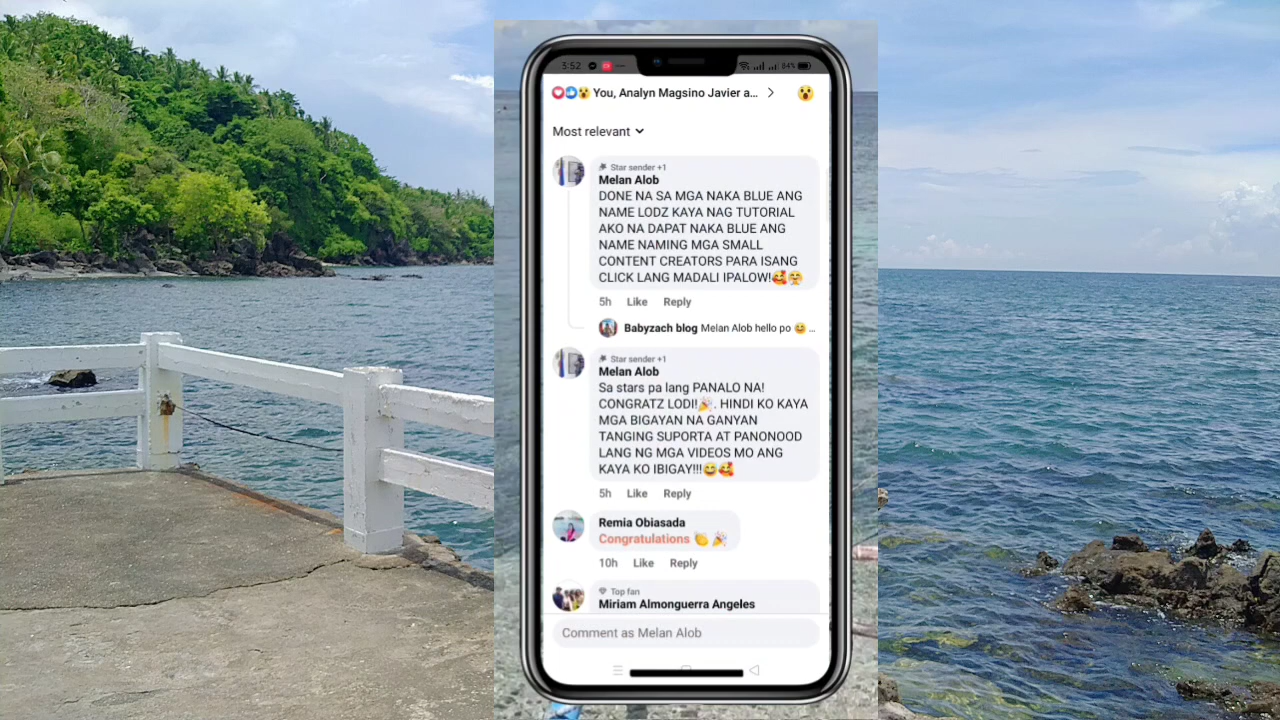 3:52
84%
You, Analyn Magsino Javier a...
Most relevant
Star sender +1
Melan Alob
DONE NA SA MGA NAKA BLUE ANG
NAME LODZ KAYA NAG TUTORIAL
AKO NA DAPAT NAKA BLUE ANG
NAME NAMING MGA SMALL
CONTENT CREATORS PARA ISANG
CLICK LANG MADALI IPALOW!🥰🤗
5h Like Reply
Babyzach blog Melan Alob hello po 😄 ...
Star sender +1
Melan Alob
Sa stars pa lang PANALO NA!
CONGRATZ LODI!🎉. HINDI KO KAYA
MGA BIGAYAN NA GANYAN
TANGING SUPORTA AT PANONOOD
LANG NG MGA VIDEOS MO ANG
KAYA KO IBIGAY!!!😅🥰
5h Like Reply
Remia Obiasada
Congratulations 👏 🎉
10h Like Reply
Top fan
Miriam Almonguerra Angeles
Comment as Melan Alob